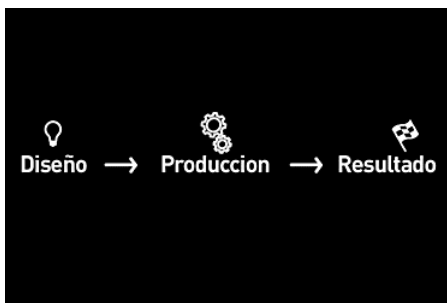 Diseño → Produccion → Resultado